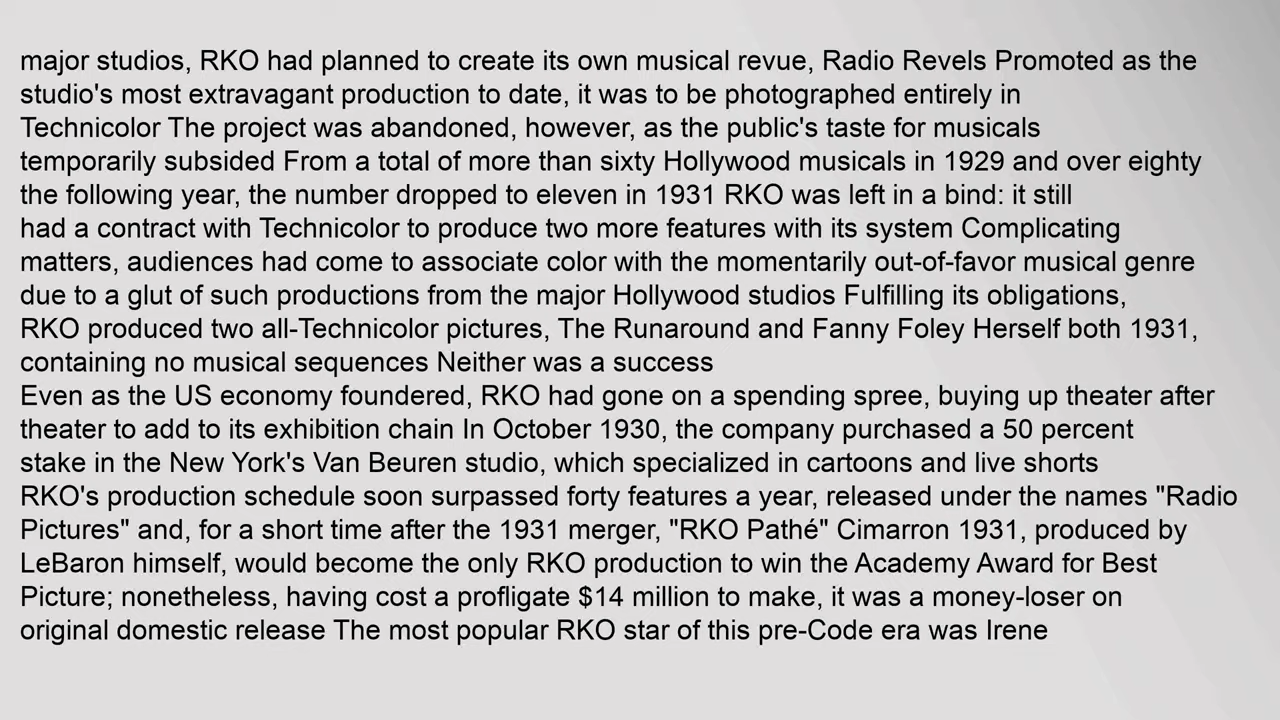 major studios, RKO had planned to create its own musical revue, Radio Revels Promoted as the
studio's most extravagant production to date, it was to be photographed entirely in
Technicolor The project was abandoned, however, as the public's taste for musicals
temporarily subsided From a total of more than sixty Hollywood musicals in 1929 and over eighty
the following year, the number dropped to eleven in 1931 RKO was left in a bind: it still
had a contract with Technicolor to produce two more features with its system Complicating
matters, audiences had come to associate color with the momentarily out-of-favor musical genre
due to a glut of such productions from the major Hollywood studios Fulfilling its obligations,
RKO produced two all-Technicolor pictures, The Runaround and Fanny Foley Herself both 1931,
containing no musical sequences Neither was a success
Even as the US economy foundered, RKO had gone on a spending spree, buying up theater after
theater to add to its exhibition chain In October 1930, the company purchased a 50 percent
stake in the New York's Van Beuren studio, which specialized in cartoons and live shorts
RKO's production schedule soon surpassed forty features a year, released under the names "Radio
Pictures" and, for a short time after the 1931 merger, "RKO Pathé" Cimarron 1931, produced by
LeBaron himself, would become the only RKO production to win the Academy Award for Best
Picture; nonetheless, having cost a profligate $14 million to make, it was a money-loser on
original domestic release The most popular RKO star of this pre-Code era was Irene